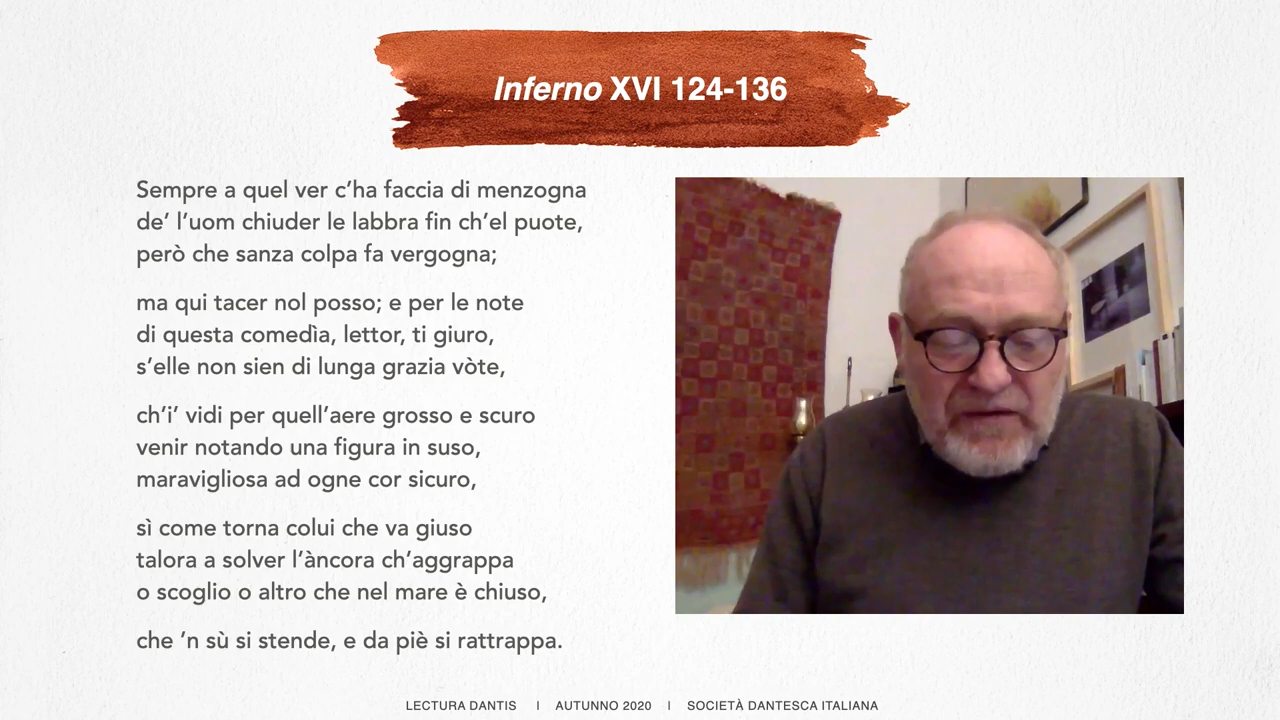 Inferno XVI 124-136
Sempre a quel ver c’ha faccia di menzogna
de’ l’uom chiuder le labbra fin ch’el puote,
però che sanza colpa fa vergogna;
ma qui tacer nol posso; e per le note
di questa comedìa, lettor, ti giuro,
s’elle non sien di lunga grazia vòte,
ch’i’ vidi per quell’aere grosso e scuro
venir notando una figura in suso,
maravigliosa ad ogne cor sicuro,
sì come torna colui che va giuso
talora a solver l’àncora ch’aggrappa
o scoglio o altro che nel mare è chiuso,
che ’n sù si stende, e da piè si rattrappa.
LECTURA DANTIS I AUTUNNO 2020 I SOCIETÀ DANTESCA ITALIANA